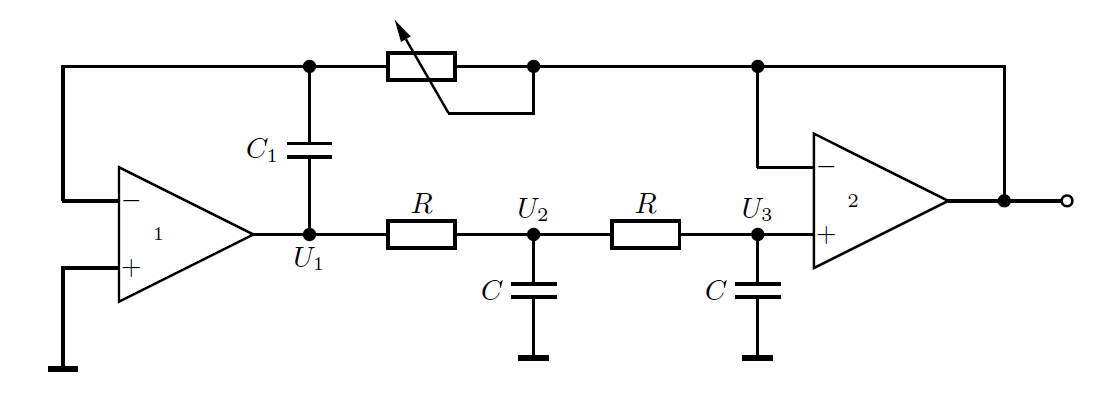 C₁
R
U₂
R
U₃
−
−
1
2
+
+
U₁
C
C